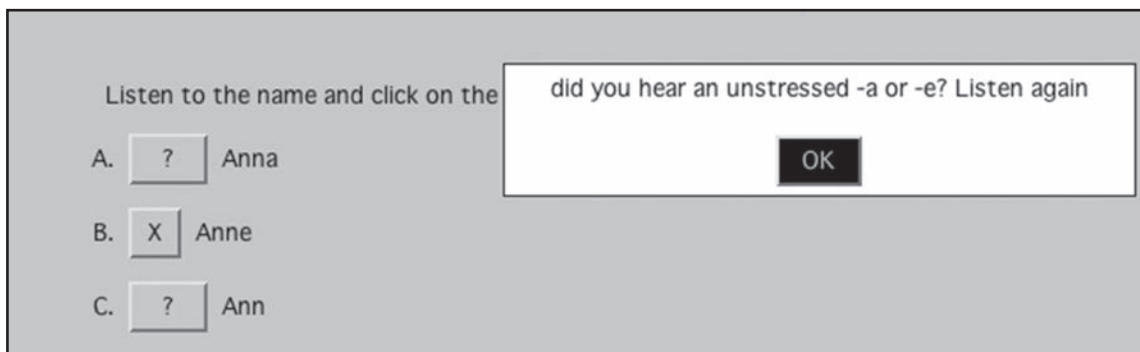 Listen to the name and click on the
did you hear an unstressed -a or -e? Listen again
OK
A. ? Anna
B. X Anne
C. ? Ann